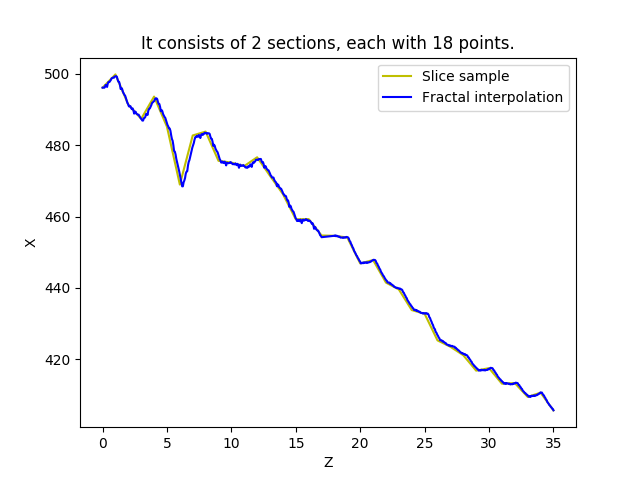 It consists of 2 sections, each with 18 points.
Slice sample
Fractal interpolation
500
480
460
440
420
X
0 5 10 15 20 25 30 35
Z